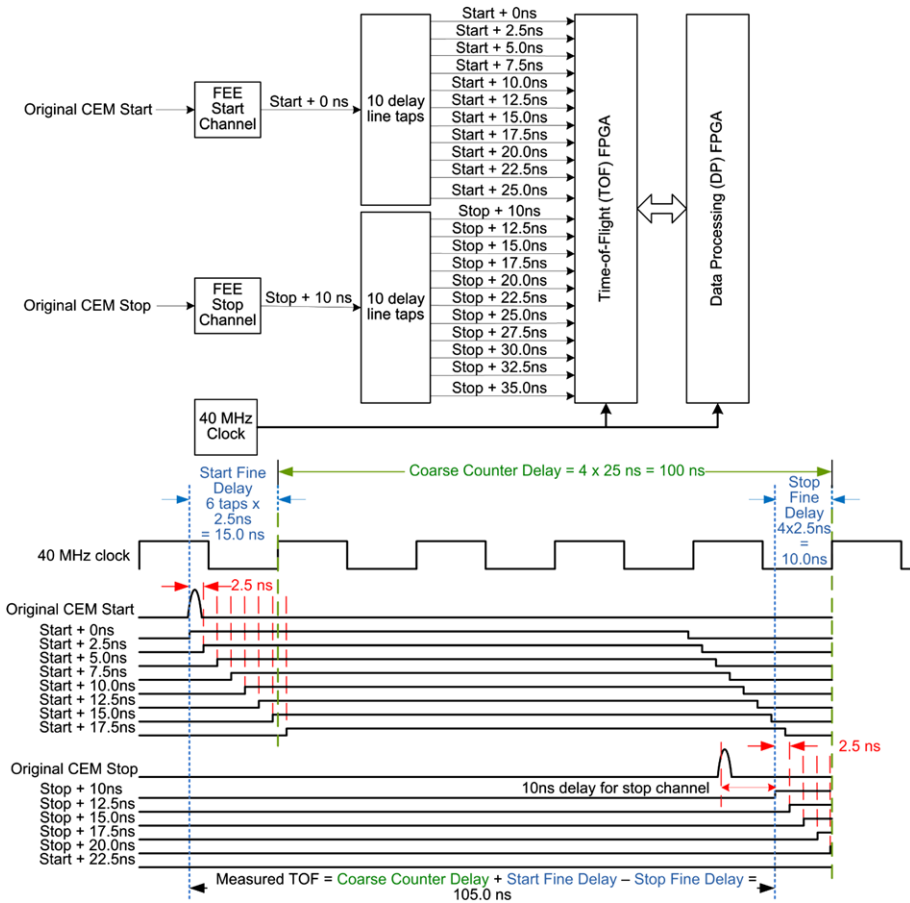 Original CEM Start
FEE
Start
Channel
Start + 0 ns
10 delay
line taps
Start + 0ns
Start + 2.5ns
Start + 5.0ns
Start + 7.5ns
Start + 10.0ns
Start + 12.5ns
Start + 15.0ns
Start + 17.5ns
Start + 20.0ns
Start + 22.5ns
Start + 25.0ns
Original CEM Stop
FEE
Stop
Channel
Stop + 10 ns
10 delay
line taps
Stop + 10ns
Stop + 12.5ns
Stop + 15.0ns
Stop + 17.5ns
Stop + 20.0ns
Stop + 22.5ns
Stop + 25.0ns
Stop + 27.5ns
Stop + 30.0ns
Stop + 32.5ns
Stop + 35.0ns
Time-of-Flight (TOF) FPGA
Data Processing (DP) FPGA
40 MHz
Clock
Start Fine
Delay
6 taps x
2.5ns
= 15.0 ns
Coarse Counter Delay = 4 x 25 ns = 100 ns
Stop
Fine
Delay
4x2.5ns
=
10.0ns
40 MHz clock
2.5 ns
Original CEM Start
Start + 0ns
Start + 2.5ns
Start + 5.0ns
Start + 7.5ns
Start + 10.0ns
Start + 12.5ns
Start + 15.0ns
Start + 17.5ns
2.5 ns
Original CEM Stop
10ns delay for stop channel
Stop + 10ns
Stop + 12.5ns
Stop + 15.0ns
Stop + 17.5ns
Stop + 20.0ns
Start + 22.5ns
Measured TOF = Coarse Counter Delay + Start Fine Delay – Stop Fine Delay =
105.0 ns